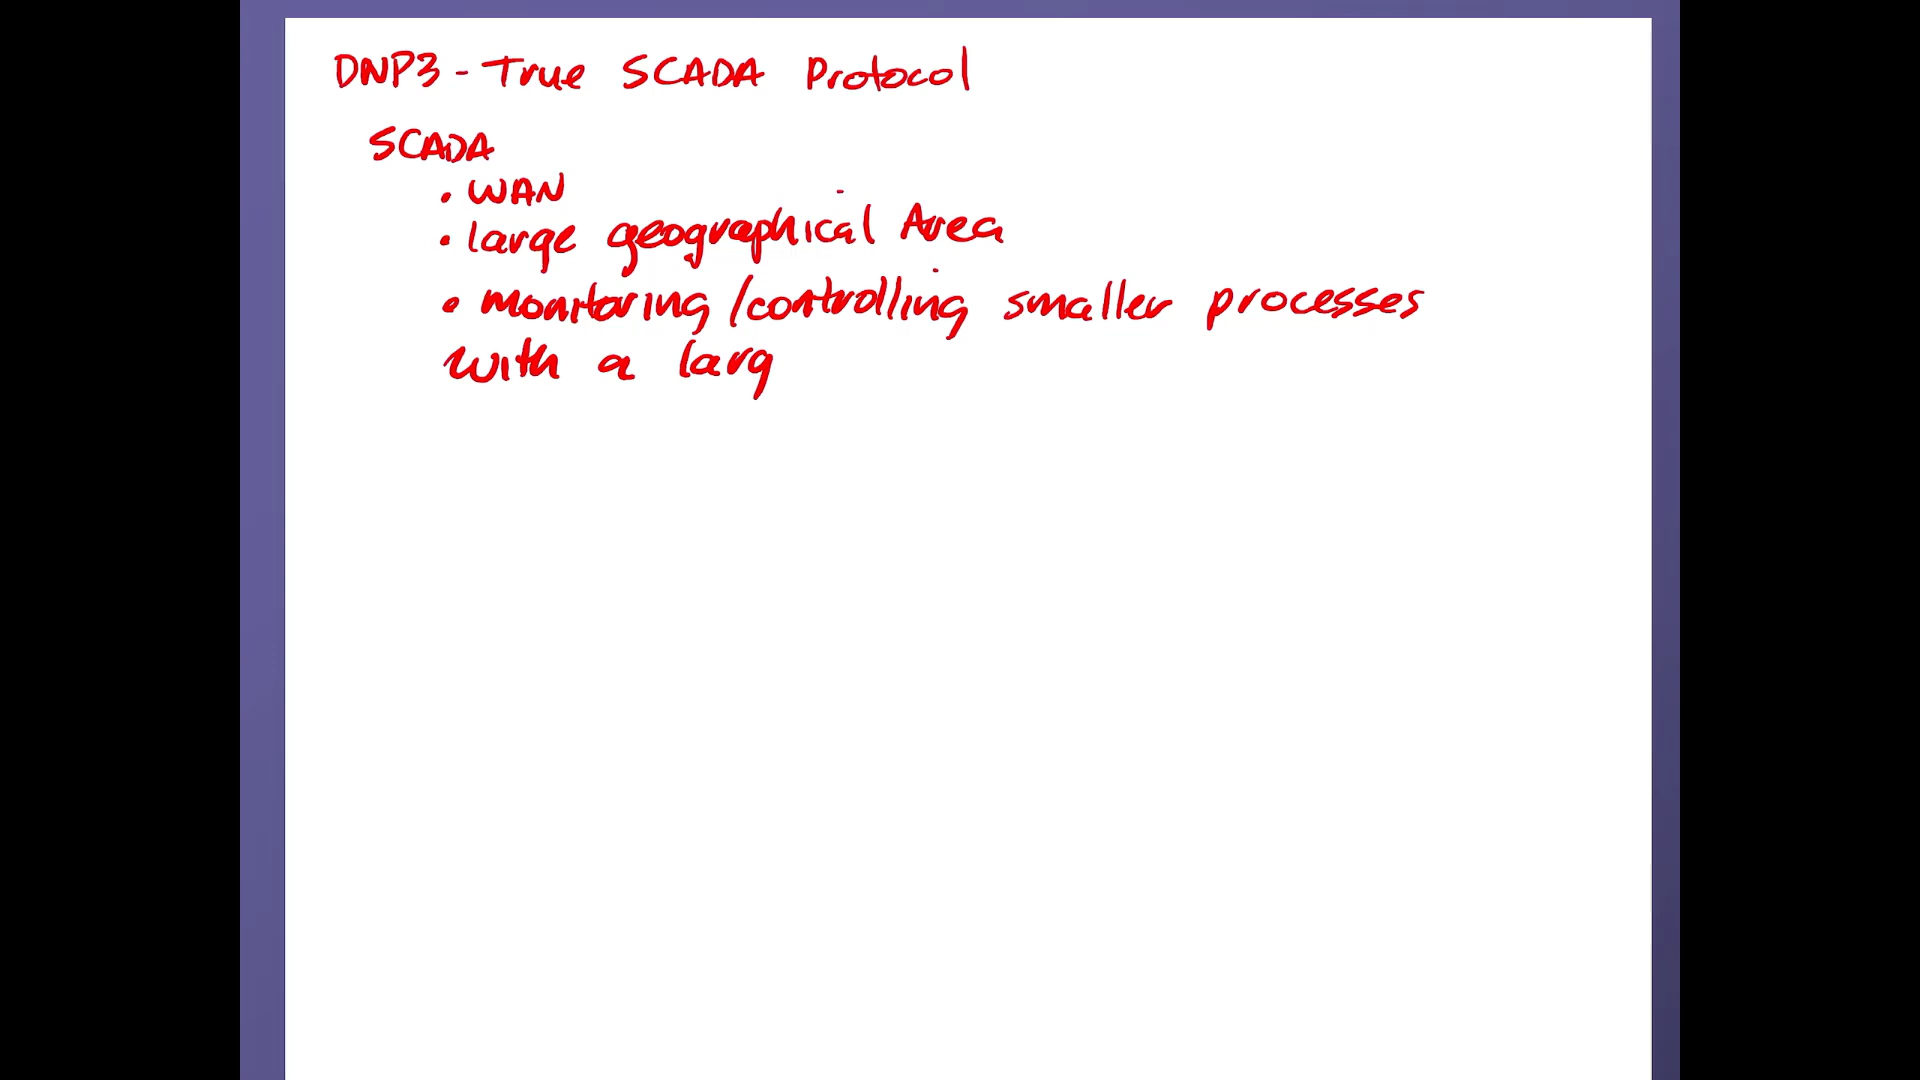 DNP3 - True SCADA Protocol
SCADA
• WAN
• large geographical Area
• monitoring/controlling smaller processes
with a larg